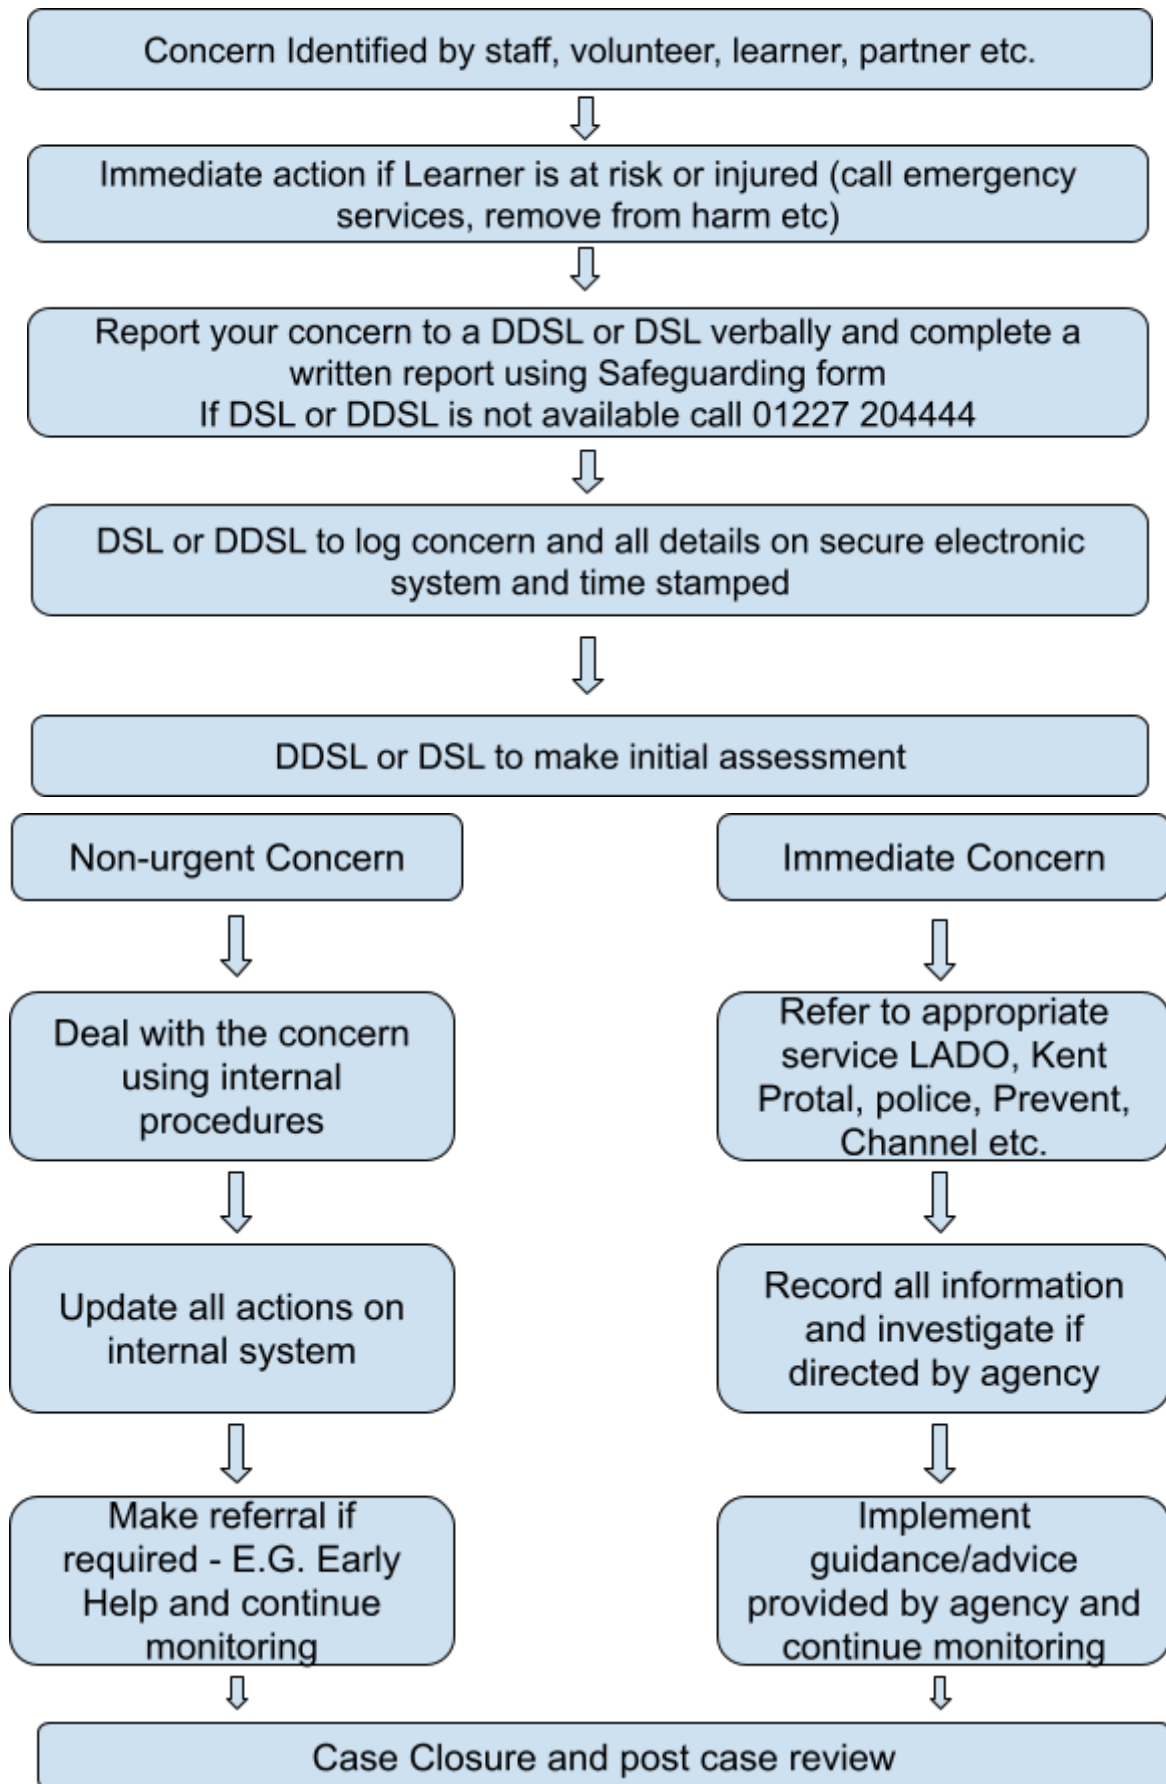 Concern Identified by staff, volunteer, learner, partner etc.
Immediate action if Learner is at risk or injured (call emergency
services, remove from harm etc)
Report your concern to a DDSL or DSL verbally and complete a
written report using Safeguarding form
If DSL or DDSL is not available call 01227 204444
DSL or DDSL to log concern and all details on secure electronic
system and time stamped
DDSL or DSL to make initial assessment
Non-urgent Concern
Deal with the concern
using internal
procedures
Update all actions on
internal system
Make referral if
required - E.G. Early
Help and continue
monitoring
Immediate Concern
Refer to appropriate
service LADO, Kent
Protal, police, Prevent,
Channel etc.
Record all information
and investigate if
directed by agency
Implement
guidance/advice
provided by agency and
continue monitoring
Case Closure and post case review